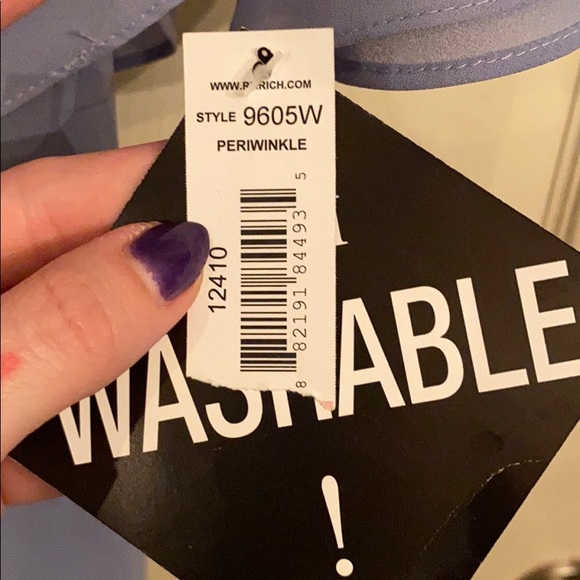 STYLE 9605W
PERIWINKLE
12410
8 82191 84493 5
WASHABLE
!